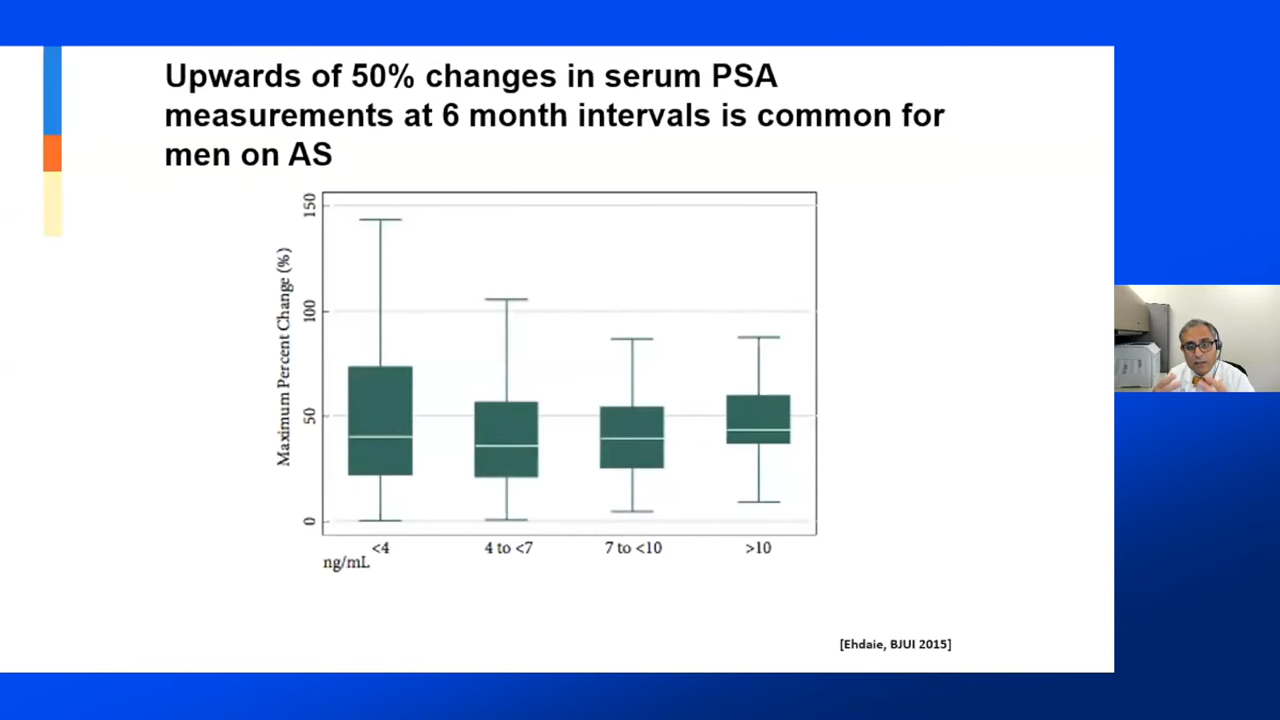 Upwards of 50% changes in serum PSA
measurements at 6 month intervals is common for
men on AS
Maximum Percent Change (%)
150
100
50
0
<4
4 to <7
7 to <10
>10
ng/mL
[Ehdaie, BJUI 2015]